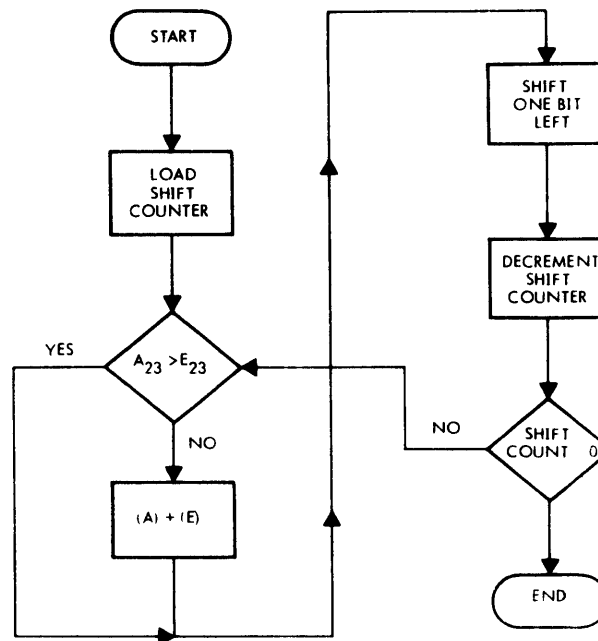 START
LOAD
SHIFT
COUNTER
YES
A23 >E23
NO
(A) + (E)
SHIFT
ONE BIT
LEFT
DECREMENT
SHIFT
COUNTER
NO
SHIFT
COUNT 0
END